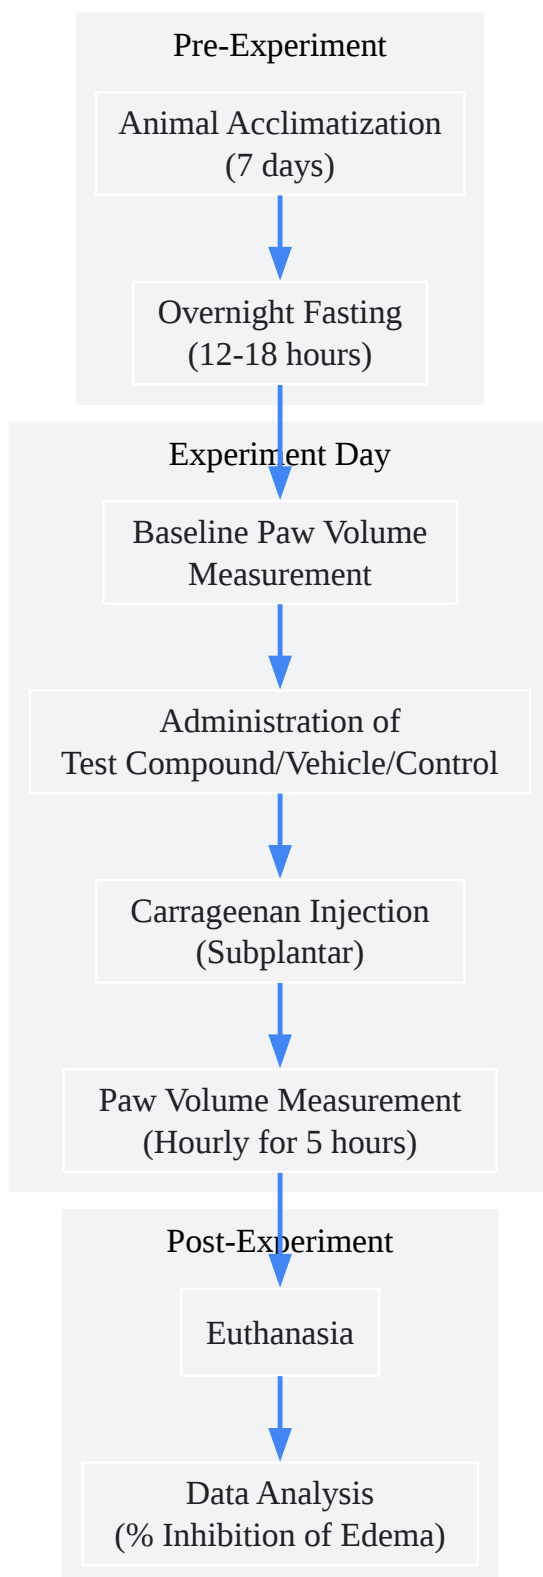 Pre-Experiment
Animal Acclimatization
(7 days)
Overnight Fasting
(12-18 hours)
Experiment Day
Baseline Paw Volume
Measurement
Administration of
Test Compound/Vehicle/Control
Carrageenan Injection
(Subplantar)
Paw Volume Measurement
(Hourly for 5 hours)
Post-Experiment
Euthanasia
Data Analysis
(% Inhibition of Edema)